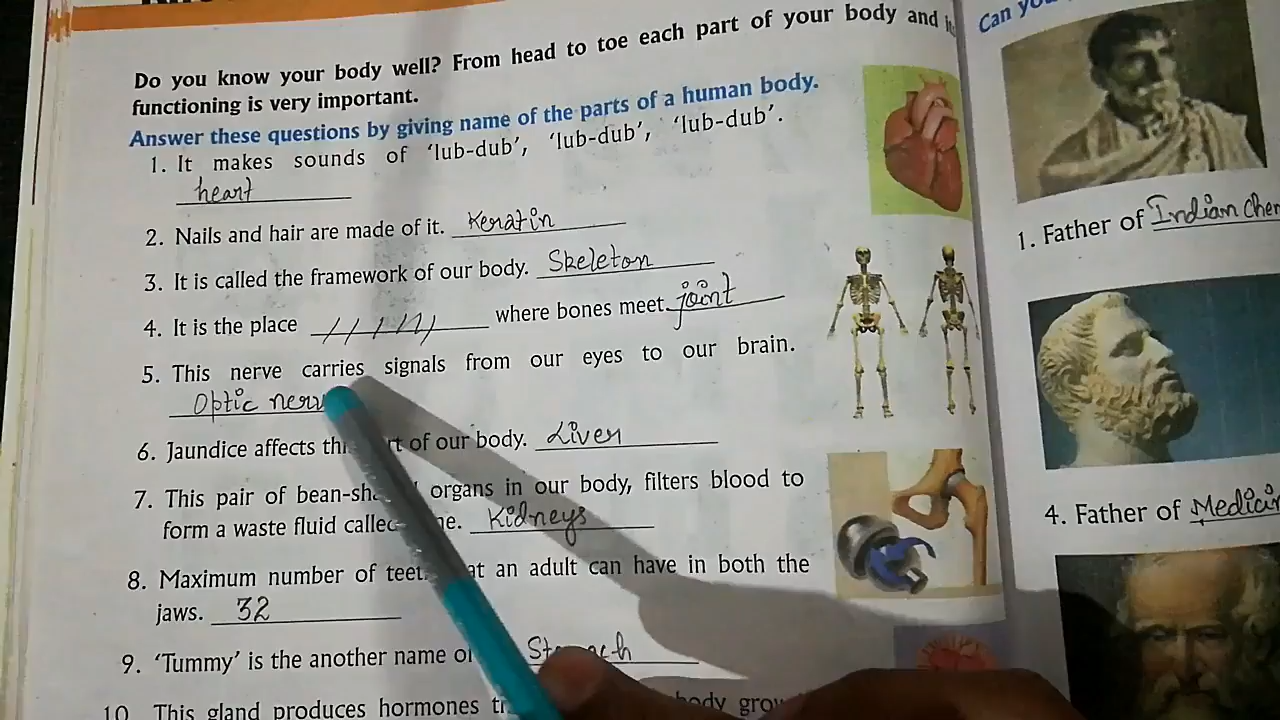 Do you know your body well? From head to toe each part of your body and
functioning is very important.
Answer these questions by giving name of the parts of a human body.
1. It makes sounds of 'lub-dub', 'lub-dub', 'lub-dub'.
heart
2. Nails and hair are made of it. Keratin
3. It is called the framework of our body. Skeleton
4. It is the place where bones meet. joint
5. This nerve carries signals from our eyes to our brain.
Optic
6. Jaundice affects of our body. Liver
7. This pair of organs in our body, filters blood to
form a waste fluid Kidneys
8. Maximum number of an adult can have in both the
jaws. 32
9. 'Tummy' is the another name
10. This gland produces hormones body
Can
1. Father of Indian
4. Father of